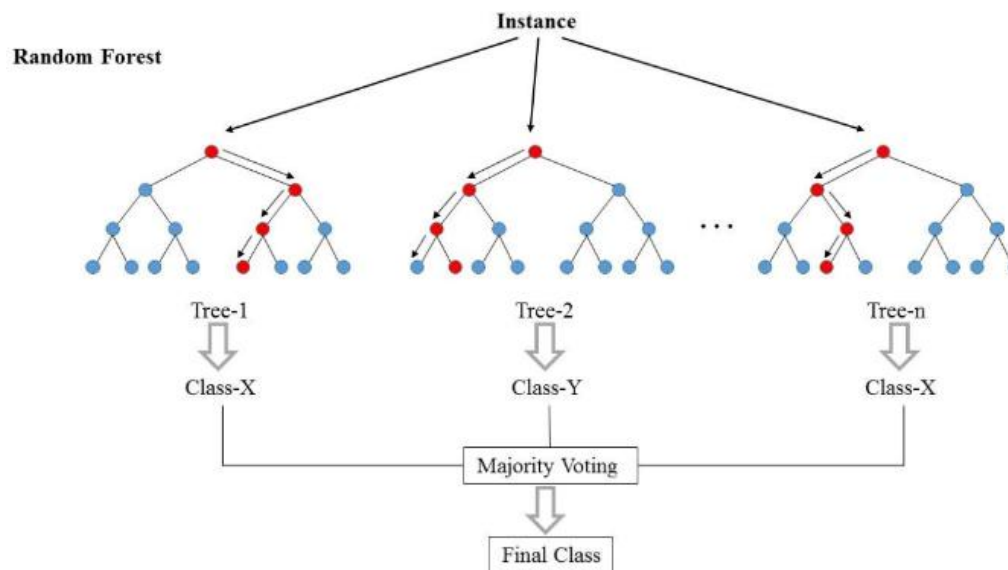 Instance
Random Forest
...
Tree-1
Tree-2
Tree-n
Class-X
Class-Y
Class-X
Majority Voting
Final Class